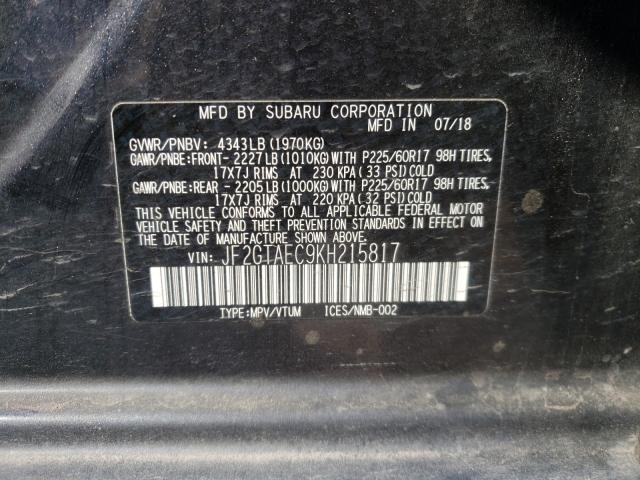 MFD BY SUBARU CORPORATION
MFD IN 07/18
GVWR/PNBV: 4343LB(1970KG)
GAWR/PNBE:FRONT- 2227LB(1010KG)WITH P225/60R17 98H TIRES,
17X7J RIMS AT 230 KPA(33 PSI)COLD
GAWR/PNBE:REAR - 2205LB(1000KG)WITH P225/60R17 98H TIRES,
17X7J RIMS AT 220 KPA(32 PSI)COLD
THIS VEHICLE CONFORMS TO ALL APPLICABLE FEDERAL MOTOR
VEHICLE SAFETY AND THEFT PREVENTION STANDARDS IN EFFECT ON
THE DATE OF MANUFACTURE SHOWN ABOVE.
VIN: JF2GTAEC9KH215817
TYPE:MPV/VTUM ICES/NMB-002